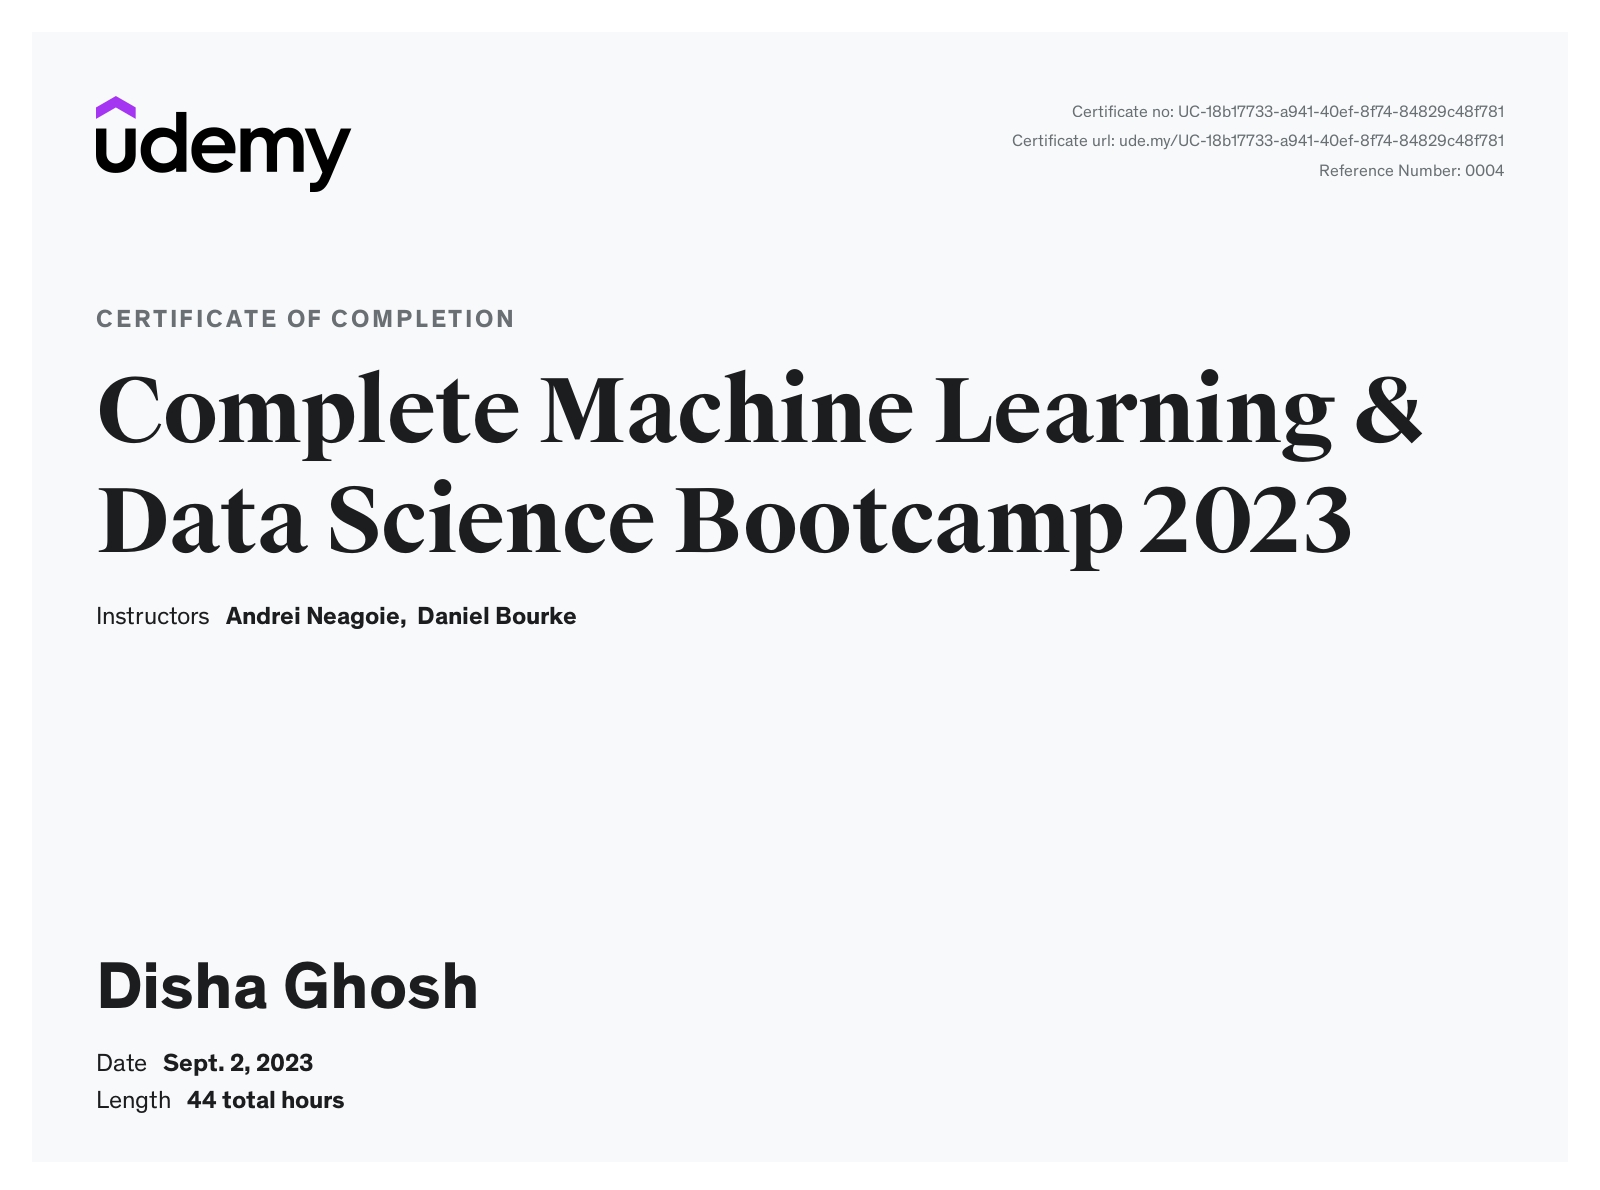 udemy
Certificate no: UC-18b17733-a941-40ef-8f74-84829c48f781
Certificate url: ude.my/UC-18b17733-a941-40ef-8f74-84829c48f781
Reference Number: 0004
CERTIFICATE OF COMPLETION
Complete Machine Learning &
Data Science Bootcamp 2023
Instructors Andrei Neagoie, Daniel Bourke
Disha Ghosh
Date Sept. 2, 2023
Length 44 total hours